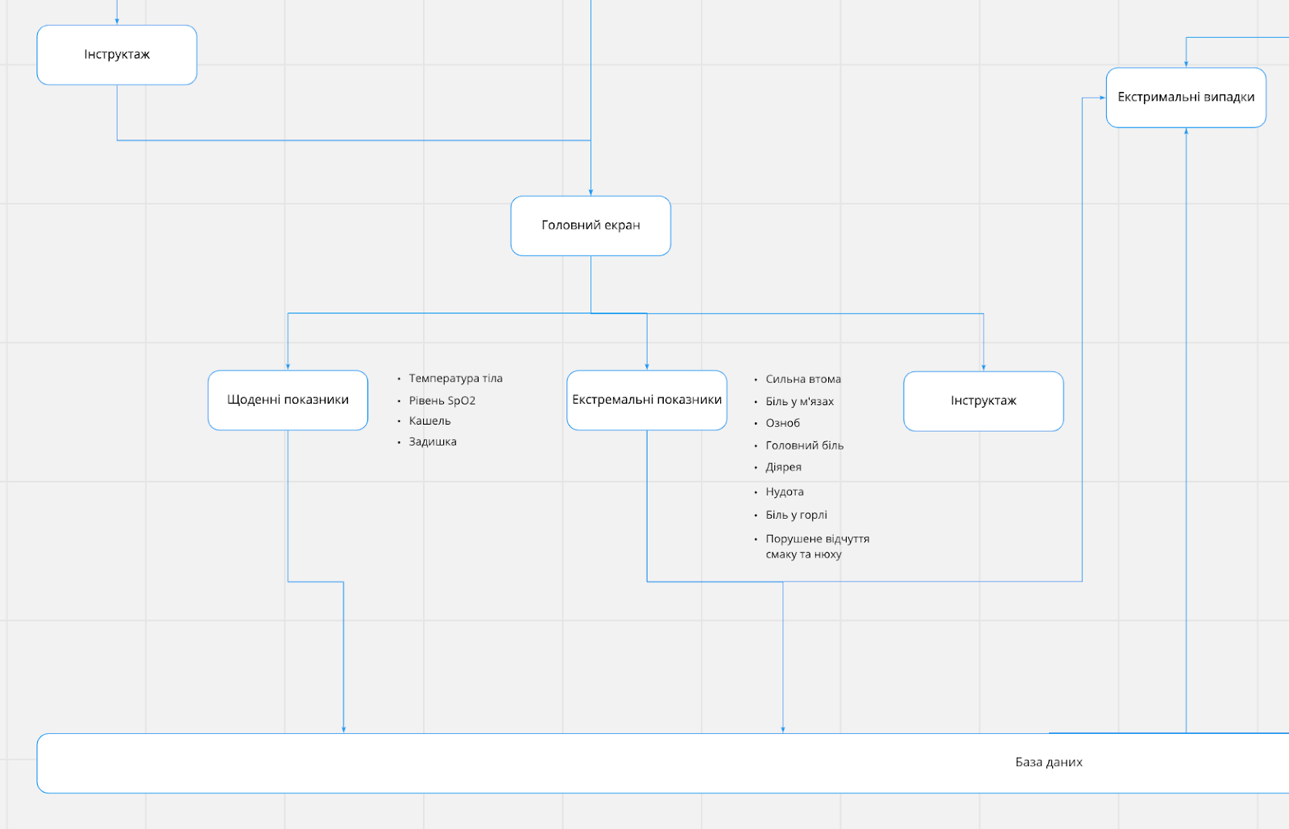 Інструктаж
Екстримальні випадки
Головний екран
Щоденні показники
• Температура тіла
• Рівень SpO2
• Кашель
• Задишка
Екстремальні показники
• Сильна втома
• Біль у м'язах
• Озноб
• Головний біль
• Діярея
• Нудота
• Біль у горлі
• Порушене відчуття
смаку та нюху
Інструктаж
База даних